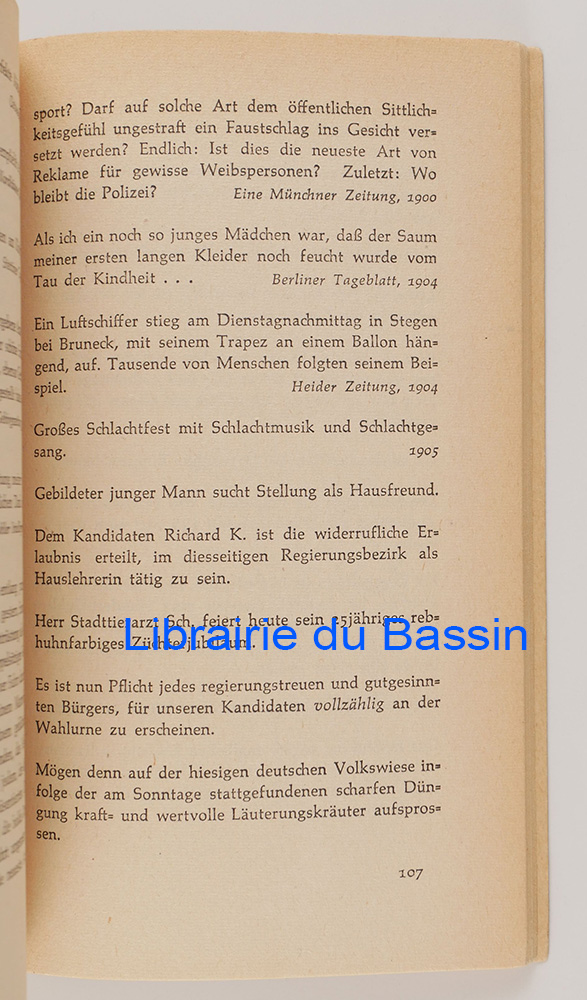 sport? Darf auf solche Art dem öffentlichen Sittlich=
keitsgefühl ungestraft ein Faustschlag ins Gesicht ver=
setzt werden? Endlich: Ist dies die neueste Art von
Reklame für gewisse Weibspersonen? Zuletzt: Wo
bleibt die Polizei? Eine Münchner Zeitung, 1900
Als ich ein noch so junges Mädchen war, daß der Saum
meiner ersten langen Kleider noch feucht wurde vom
Tau der Kindheit . . . Berliner Tageblatt, 1904
Ein Luftschiffer stieg am Dienstagnachmittag in Stegen
bei Bruneck, mit seinem Trapez an einem Ballon hän=
gend, auf. Tausende von Menschen folgten seinem Bei=
spiel. Heider Zeitung, 1904
Großes Schlachtfest mit Schlachtmusik und Schlachtge=
sang. 1905
Gebildeter junger Mann sucht Stellung als Hausfreund.
Dem Kandidaten Richard K. ist die widerrufliche Er=
laubnis erteilt, im diesseitigen Regierungsbezirk als
Hauslehrerin tätig zu sein.
Herr Stadttierarzt Sch. feiert heute sein 25jähriges reb=
huhnfarbiges Züchterjubiläum.
Librairie du Bassin
Es ist nun Pflicht jedes regierungstreuen und gutgesinn=
ten Bürgers, für unseren Kandidaten vollzählig an der
Wahlurne zu erscheinen.
Mögen denn auf der hiesigen deutschen Volkswiese in=
folge der am Sonntage stattgefundenen scharfen Dün=
gung kraft= und wertvolle Läuterungskräuter aufspros=
sen.
107